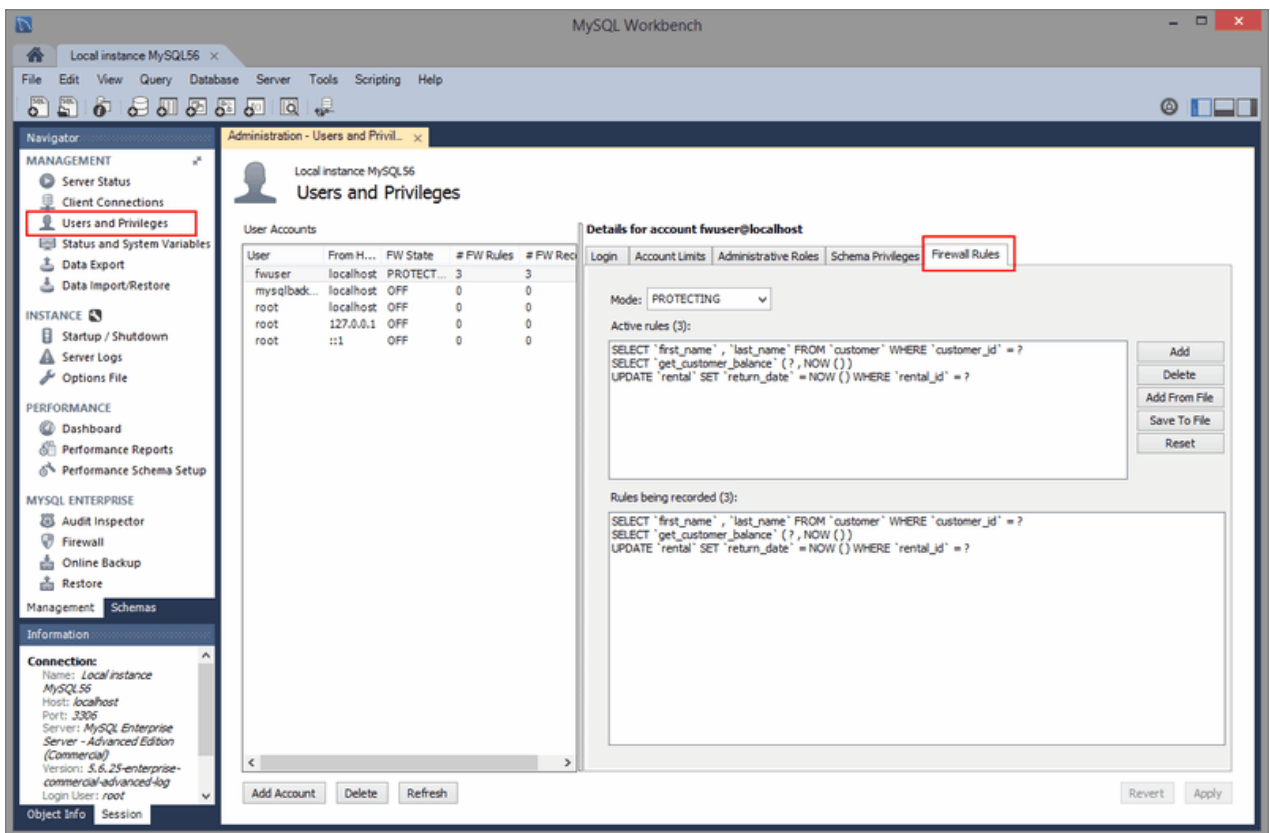 MySQL Workbench
Local instance MySQL56
File Edit View Query Database Server Tools Scripting Help
Navigator
MANAGEMENT
Server Status
Client Connections
Users and Privileges
Status and System Variables
Data Export
Data Import/Restore
INSTANCE
Startup / Shutdown
Server Logs
Options File
PERFORMANCE
Dashboard
Performance Reports
Performance Schema Setup
MYSQL ENTERPRISE
Audit Inspector
Firewall
Online Backup
Restore
Management Schemas
Information
Connection:
Name: Local instance
MySQL56
Host: localhost
Port: 3306
Server: MySQL Enterprise
Server - Advanced Edition
(Commercial)
Version: 5.6.25-enterprise-
commercial-advanced-log
Login User: root
Object Info Session
Administration - Users and Privil...
Local instance MySQL56
Users and Privileges
User Accounts
User From H... FW State # FW Rules # FW Rec
fwuser localhost PROTECT... 3 3
mysqlback... localhost OFF 0 0
root localhost OFF 0 0
root 127.0.0.1 OFF 0 0
root ::1 OFF 0 0
Add Account Delete Refresh
Details for account fwuser@localhost
Login Account Limits Administrative Roles Schema Privileges Firewall Rules
Mode: PROTECTING
Active rules (3):
SELECT `first_name` , `last_name` FROM `customer` WHERE `customer_id` = ?
SELECT `get_customer_balance` ( ? , NOW ( ) )
UPDATE `rental` SET `return_date` = NOW ( ) WHERE `rental_id` = ?
Add
Delete
Add From File
Save To File
Reset
Rules being recorded (3):
SELECT `first_name` , `last_name` FROM `customer` WHERE `customer_id` = ?
SELECT `get_customer_balance` ( ? , NOW ( ) )
UPDATE `rental` SET `return_date` = NOW ( ) WHERE `rental_id` = ?
Revert Apply